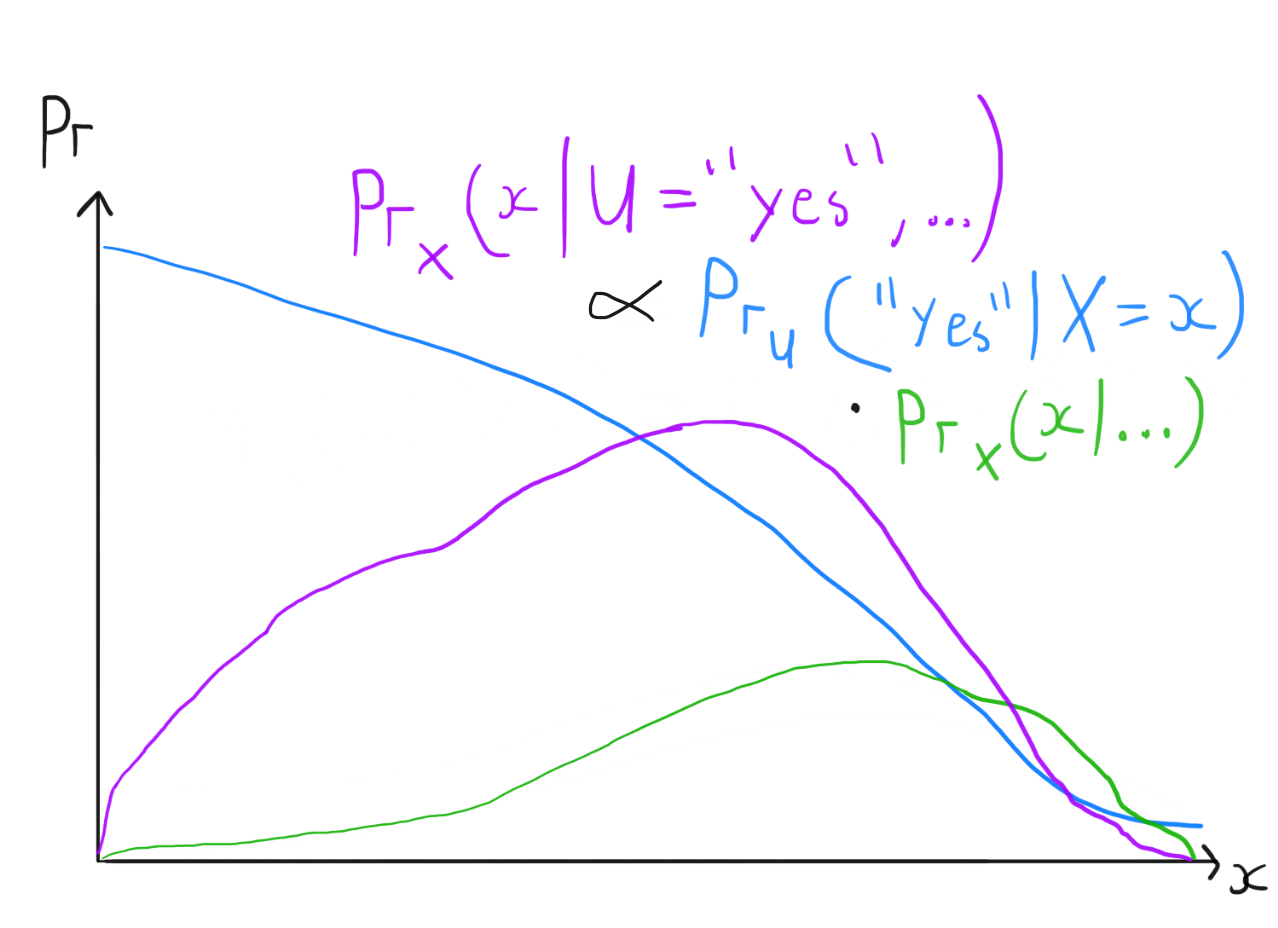 Pr
Pr_X (x | U = "yes", ...)
∝ Pr_U ("yes" | X = x)
· Pr_X (x | ...)
x